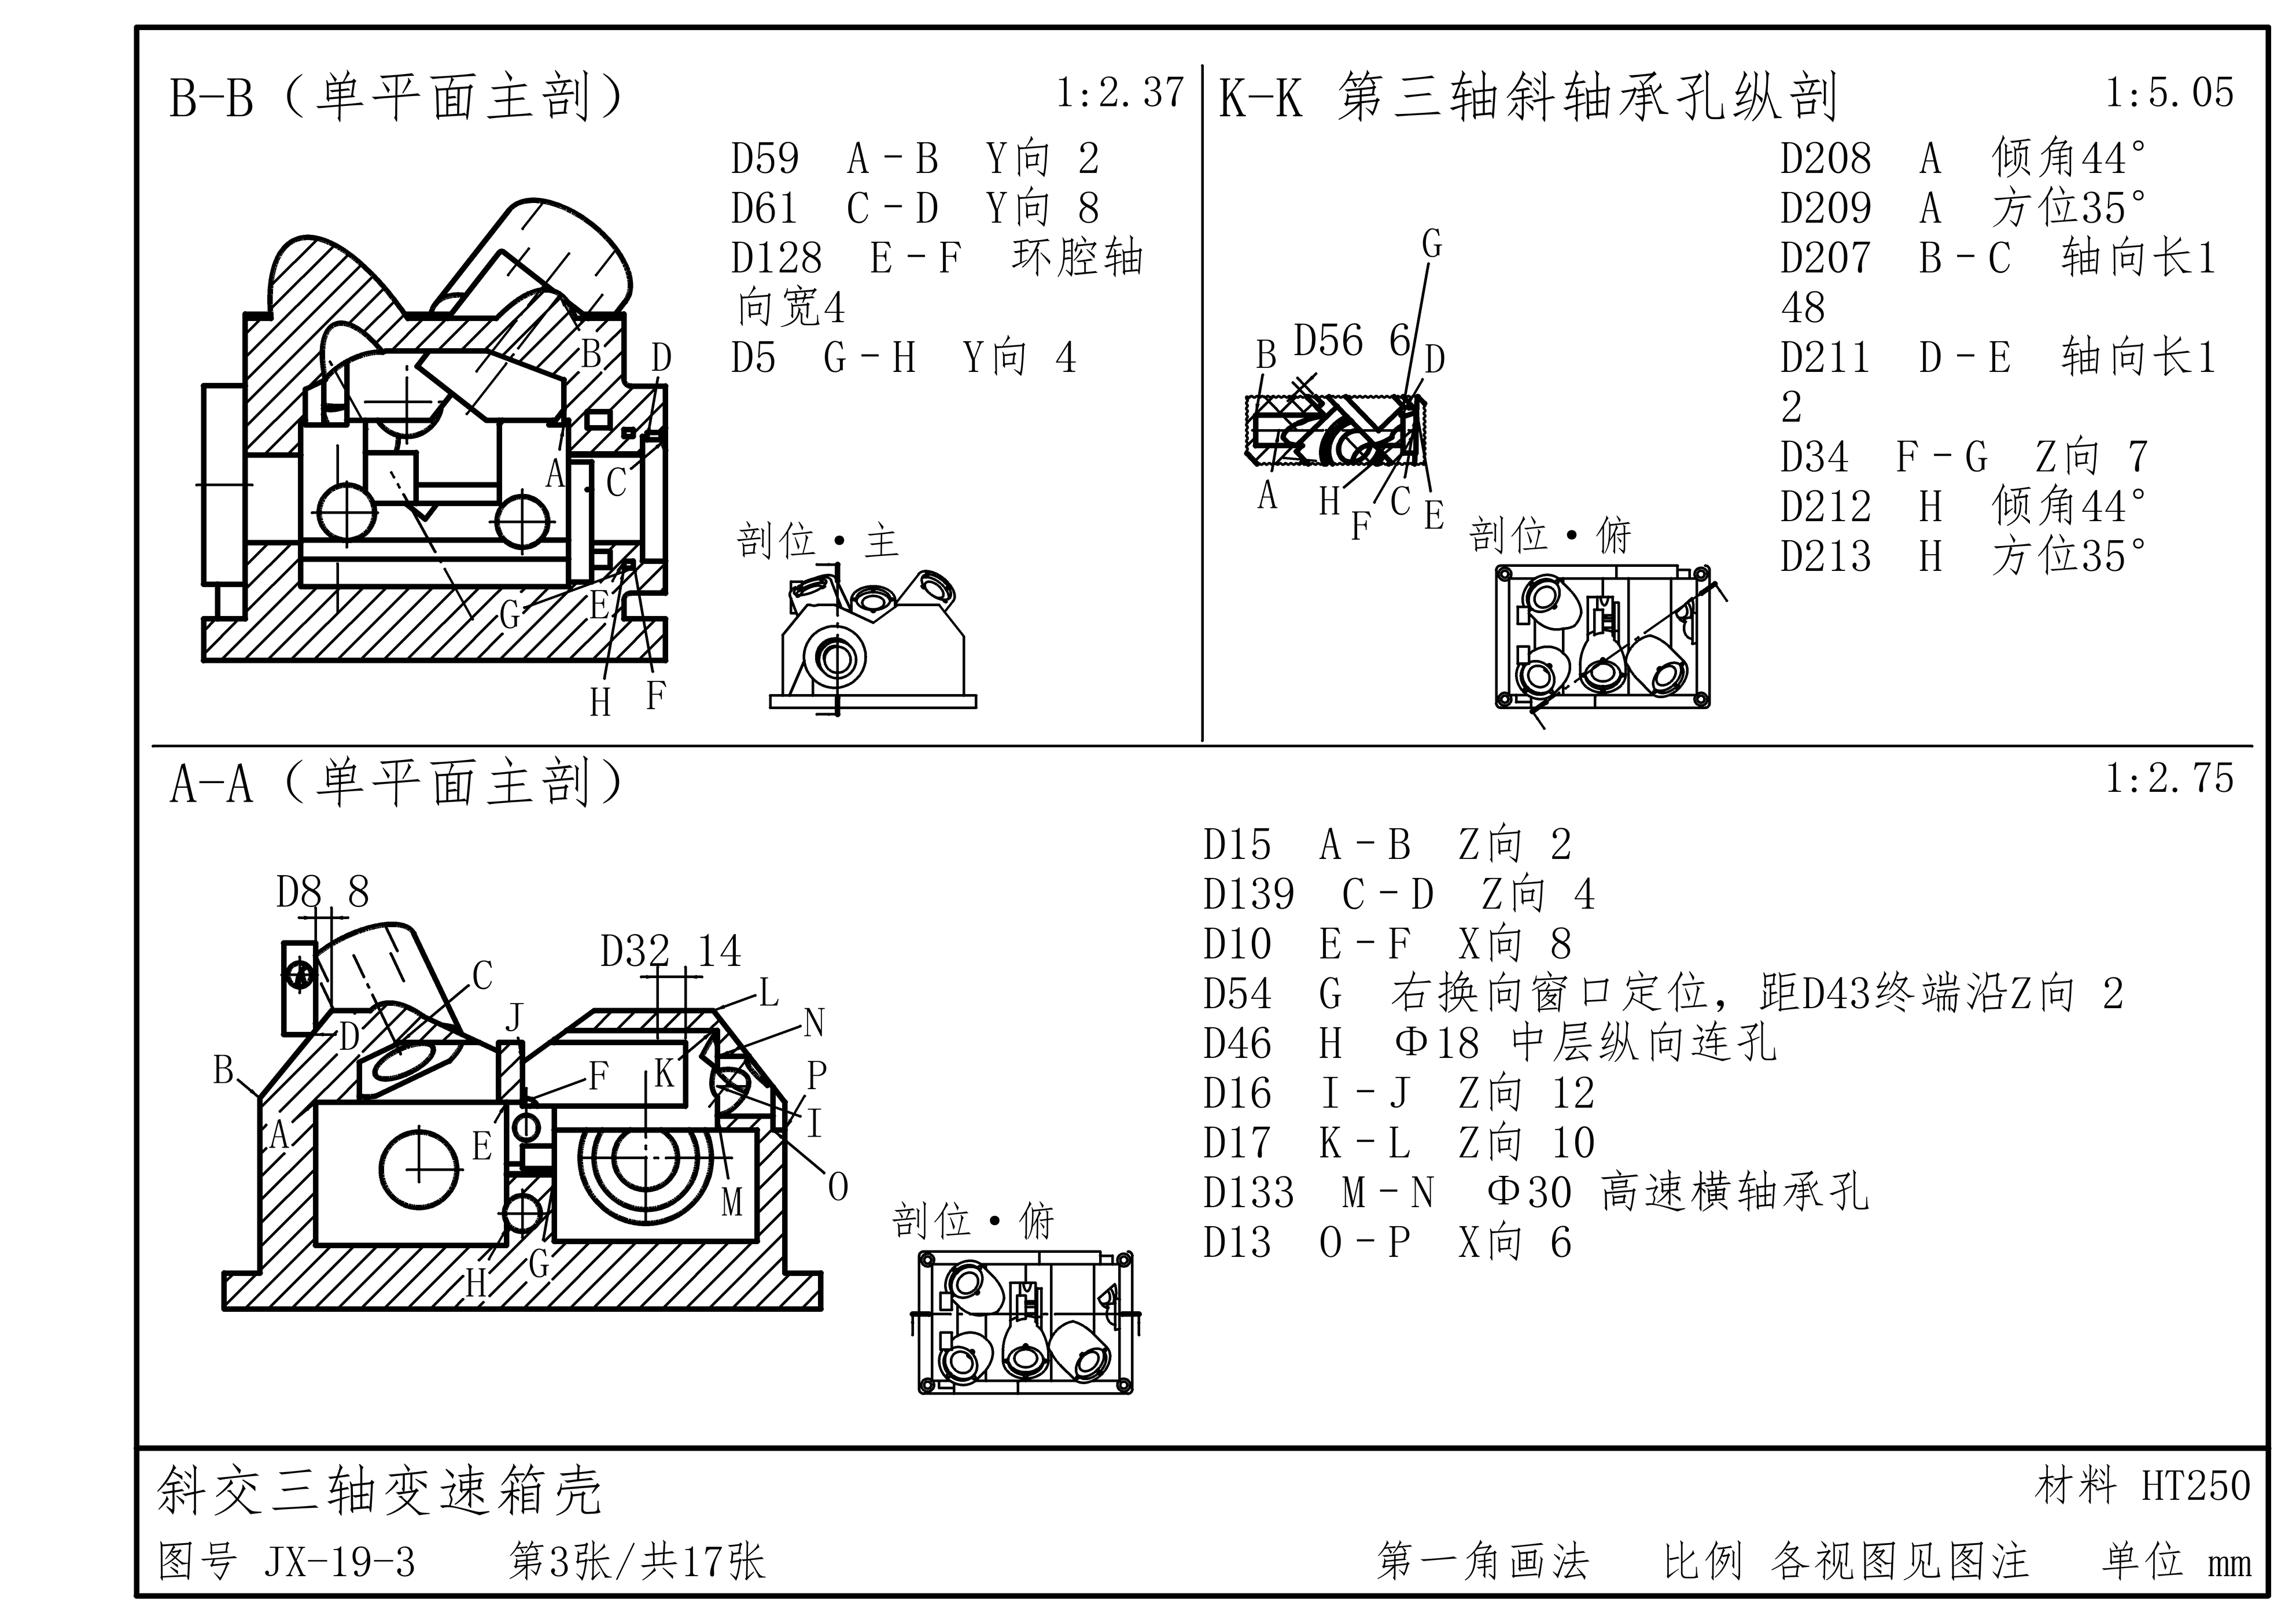 B-B（单平面主剖）
1:2.37
D59 A-B Y向 2
D61 C-D Y向 8
D128 E-F 环腔轴
向宽4
D5 G-H Y向 4
B
D
A
C
G
E
H
F
剖位·主
K-K 第三轴斜轴承孔纵剖
1:5.05
D208 A 倾角44°
D209 A 方位35°
D207 B-C 轴向长1
48
D211 D-E 轴向长1
2
D34 F-G Z向 7
D212 H 倾角44°
D213 H 方位35°
G
D56 6
B
D
A
H
F
C
E
剖位·俯
A-A（单平面主剖）
1:2.75
D15 A-B Z向 2
D139 C-D Z向 4
D10 E-F X向 8
D54 G 右换向窗口定位，距D43终端沿Z向 2
D46 H Φ18 中层纵向连孔
D16 I-J Z向 12
D17 K-L Z向 10
D133 M-N Φ30 高速横轴承孔
D13 O-P X向 6
D8 8
D32 14
C
L
J
N
D
B
F
K
P
A
E
I
M
O
H
G
剖位·俯
斜交三轴变速箱壳
材料 HT250
图号 JX-19-3 第3张/共17张
第一角画法 比例 各视图见图注 单位 mm